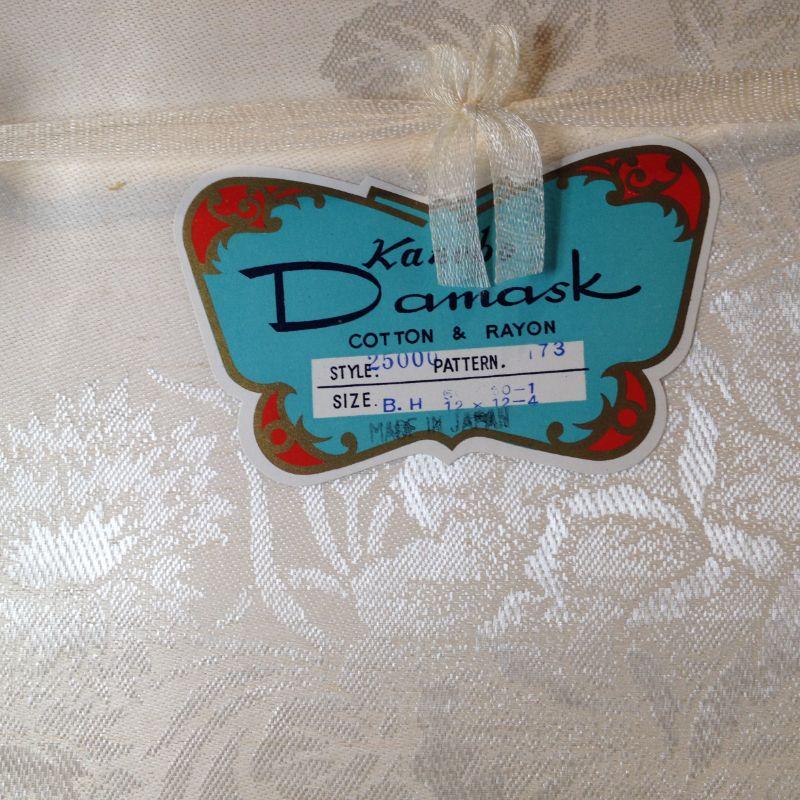 Damask
COTTON & RAYON
STYLE. 25000 PATTERN. 173
SIZE. B. H
12 × 12-4
MADE IN JAPAN